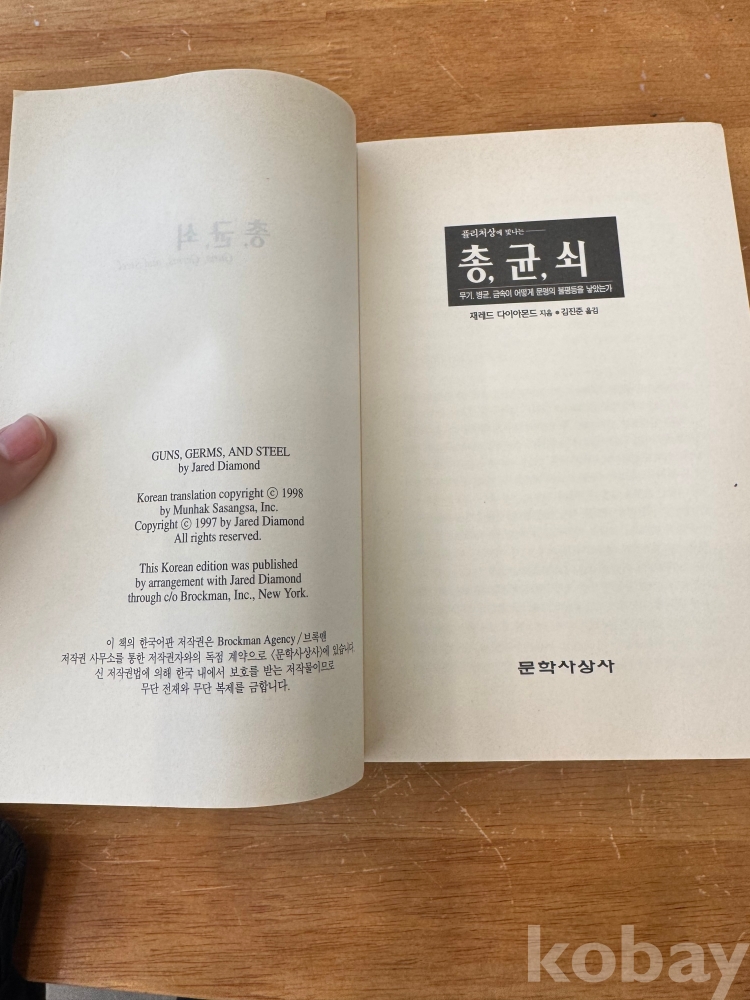 GUNS, GERMS, AND STEEL
by Jared Diamond
Korean translation copyright ⓒ 1998
by Munhak Sasangsa, Inc.
Copyright ⓒ 1997 by Jared Diamond
All rights reserved.
This Korean edition was published
by arrangement with Jared Diamond
through c/o Brockman, Inc., New York.
이 책의 한국어판 저작권은 Brockman Agency/브록맨
저작권 사무소를 통한 저작권자와의 독점 계약으로 〈문학사상사〉에 있습니다.
신 저작권법에 의해 한국 내에서 보호를 받는 저작물이므로
무단 전재와 무단 복제를 금합니다.
퓰리처상에 빛나는
총, 균, 쇠
무기, 병균, 금속이 어떻게 문명의 불평등을 낳았는가
재레드 다이아몬드 지음 ● 김진준 옮김
문학사상사
kobay